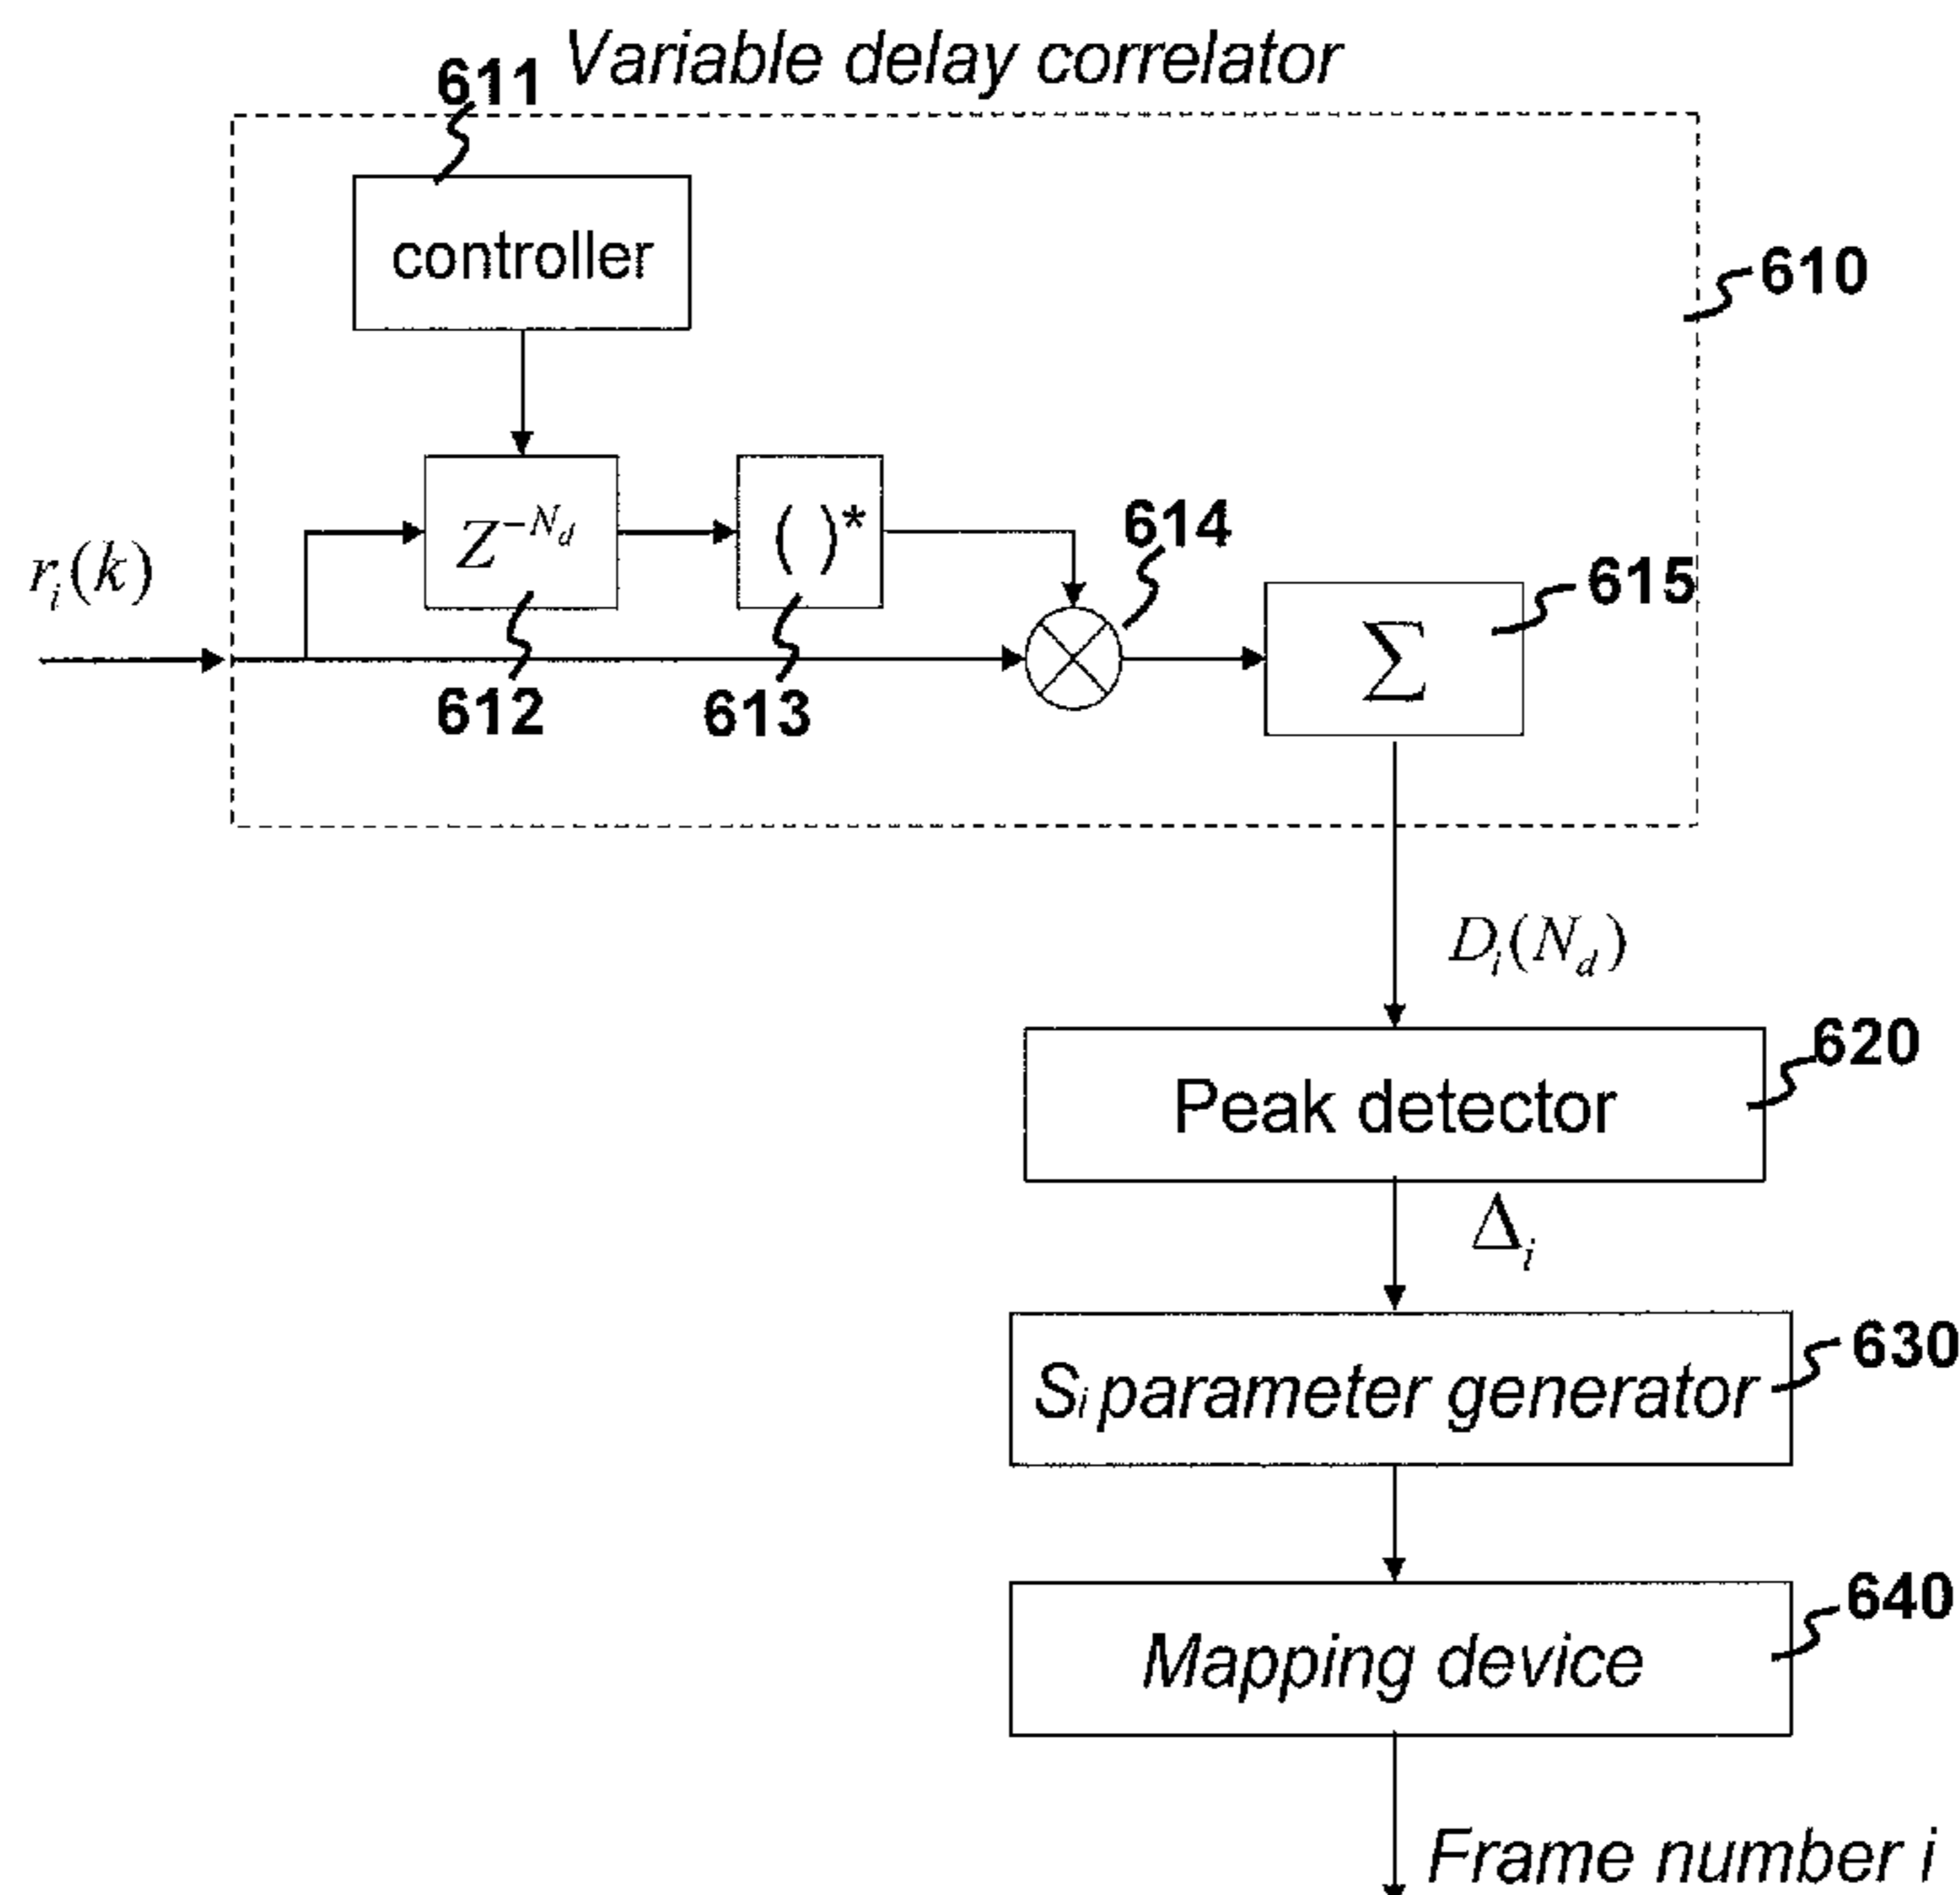 Variable delay correlator
611
controller
610
Z^{-N_d}
( )*
614
615
r_i(k)
Σ
612
613
D_i(N_d)
620
Peak detector
Δ_i
630
S_i parameter generator
640
Mapping device
Frame number i